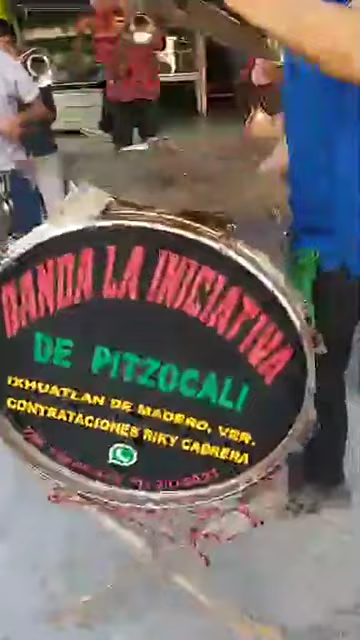 BANDA LA INICIATIVA
DE PITZOCALI
IXHUATLAN DE MADERO, VER.
CONTRATACIONES RIKY CABRERA